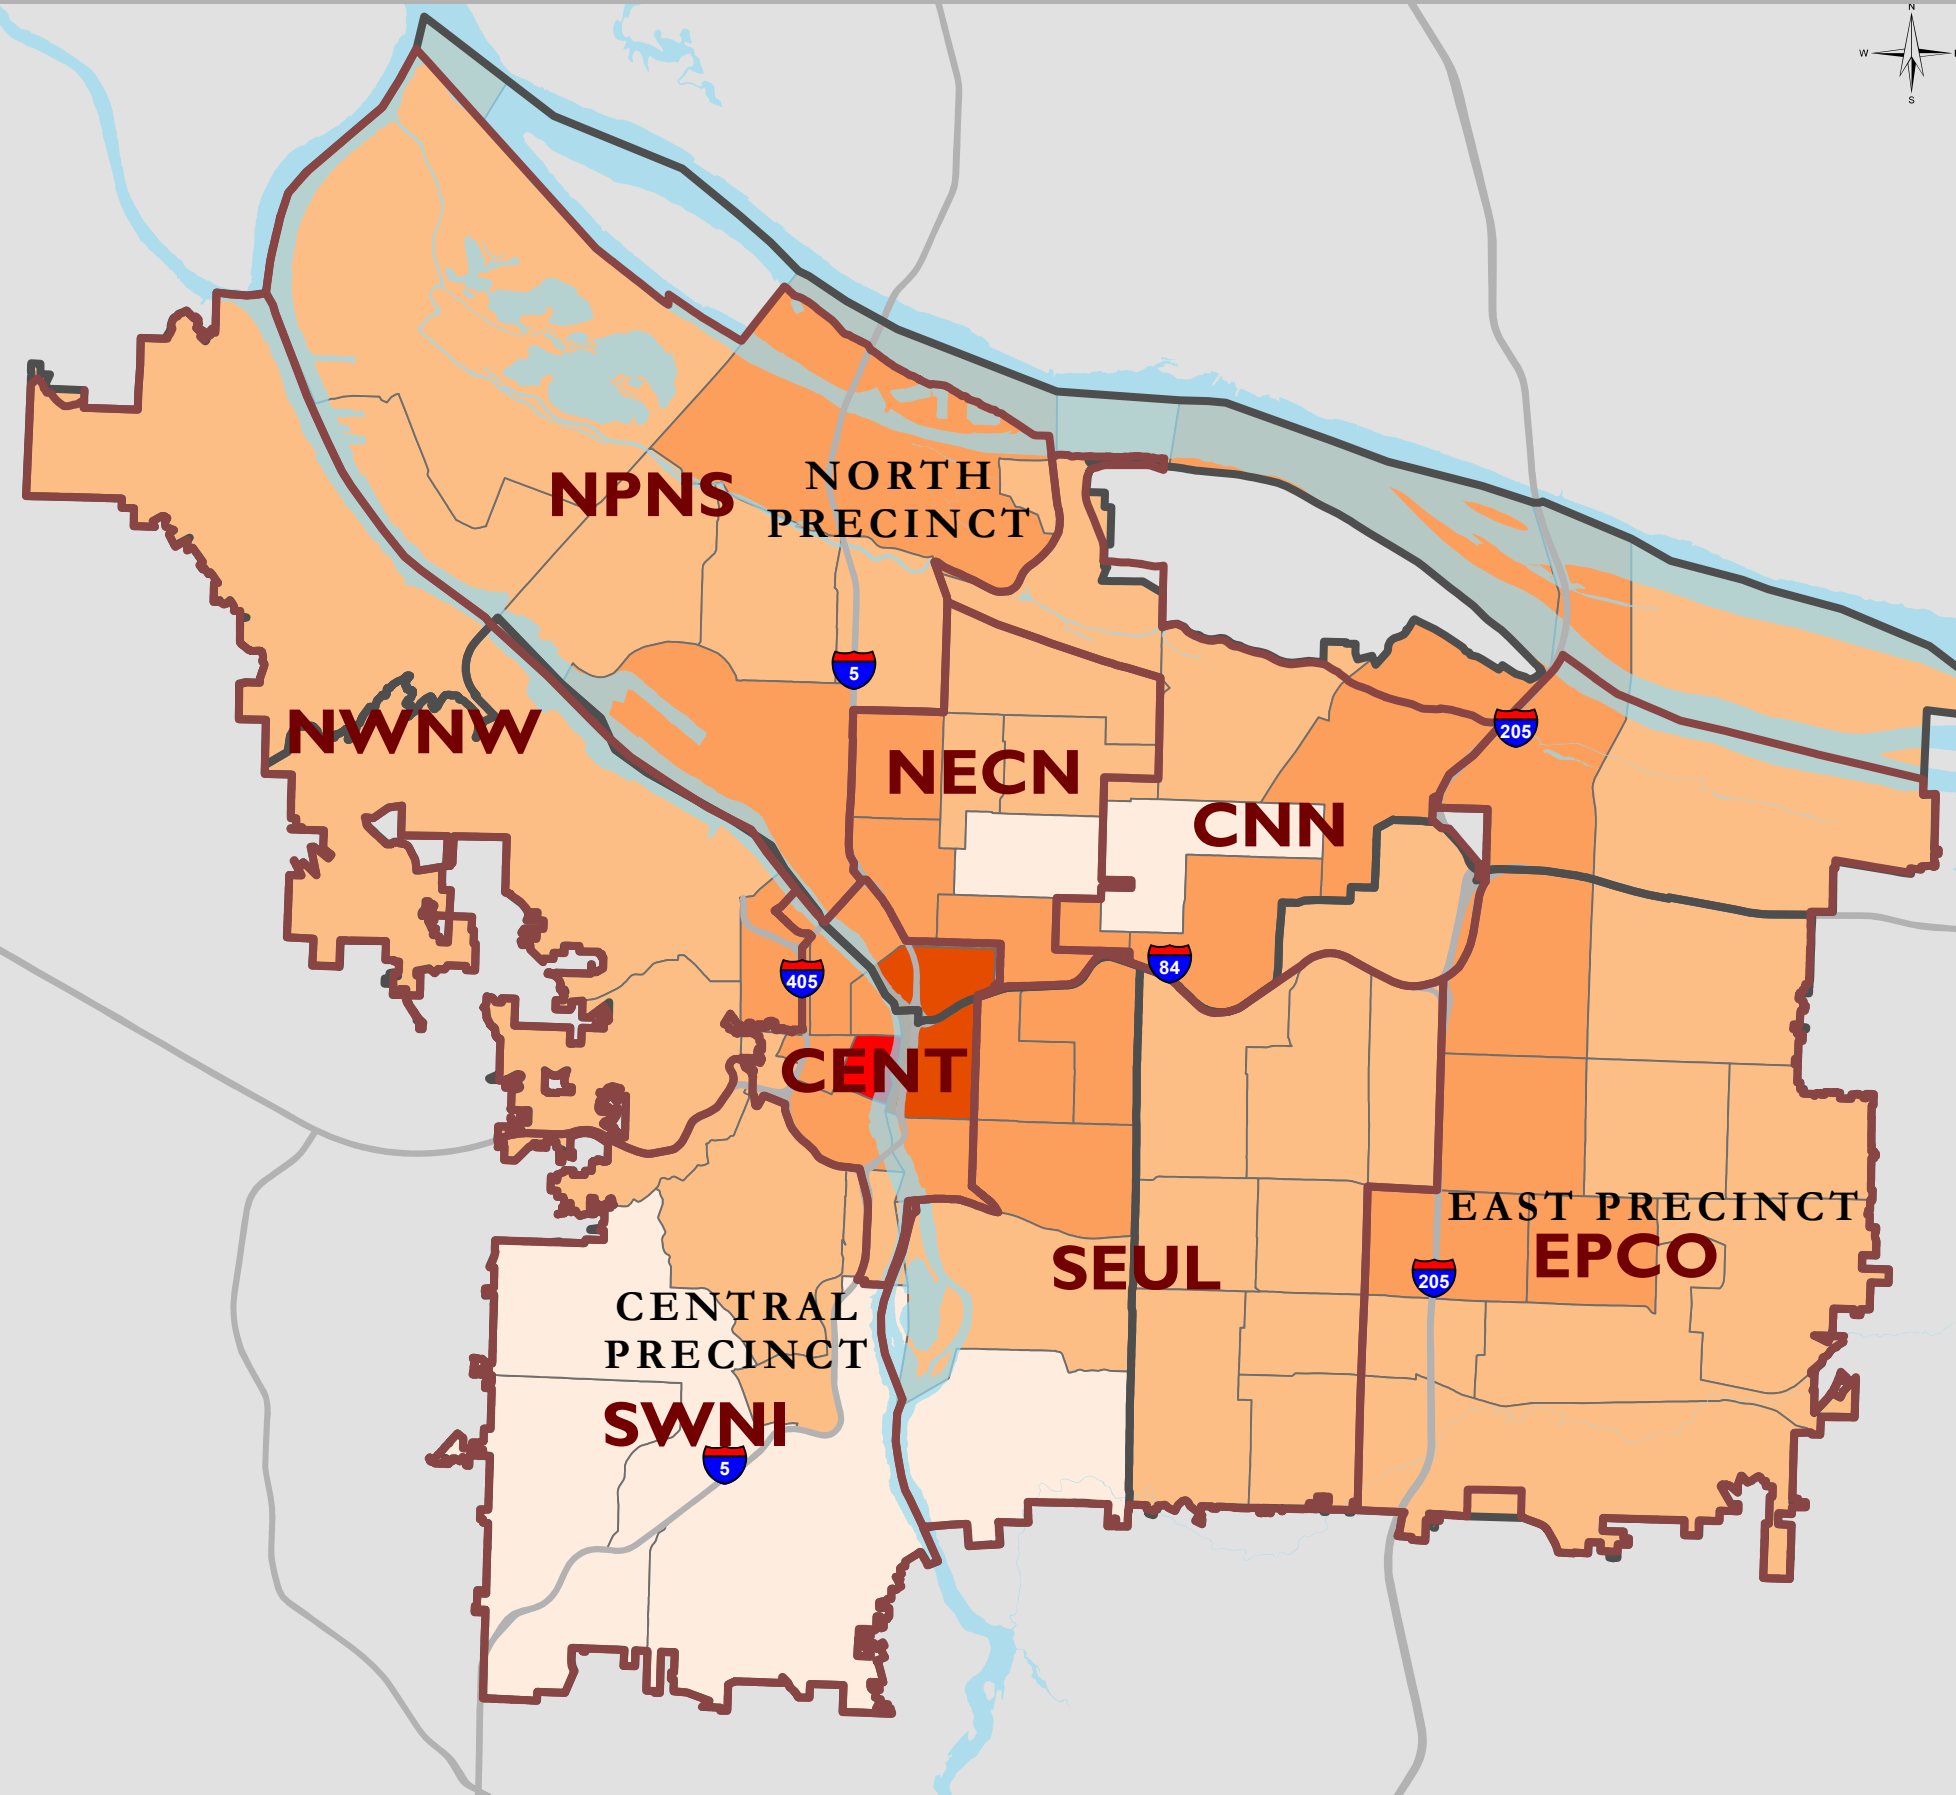 N
W
S
NPNS
NORTH
PRECINCT
5
NWNW
205
NECN
CNN
84
405
CENT
EAST PRECINCT
EPCO
SEUL
205
CENTRAL
PRECINCT
SWNI
5